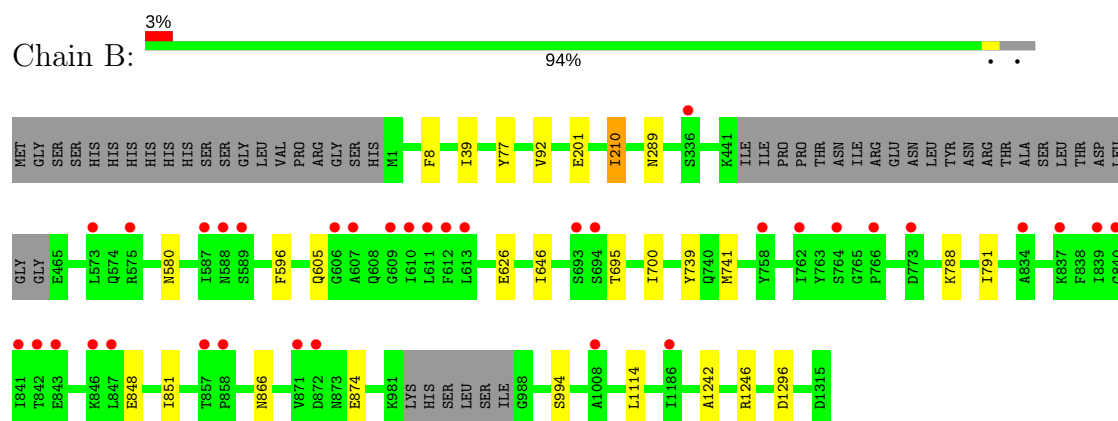 3%
Chain B:
94%
• •
MET GLY SER SER HIS HIS HIS HIS HIS HIS SER SER GLY LEU VAL PRO ARG GLY SER HIS M1 F8 I39 Y77 V92 E201 I210 N289 S336 K441 ILE ILE PRO PRO THR ASN ILE ARG GLU ASN LEU TYR ASN ARG THR ALA SER LEU THR ASP LEU
GLY GLY E465 L573 Q574 R575 N580 I587 N588 S589 F596 Q605 G606 A607 Q608 G609 I610 L611 F612 L613 E626 I646 S693 S694 T695 I700 Y739 Q740 M741 Y758 I762 Y763 S764 G765 P766 D773 K788 I791 A834 K837 F838 I839 G840
I841 T842 E843 K846 L847 E848 I851 T857 P858 N866 V871 D872 N873 E874 K981 LYS HIS SER LEU SER ILE G988 S994 A1008 L1114 I1186 A1242 R1246 D1296 D1315